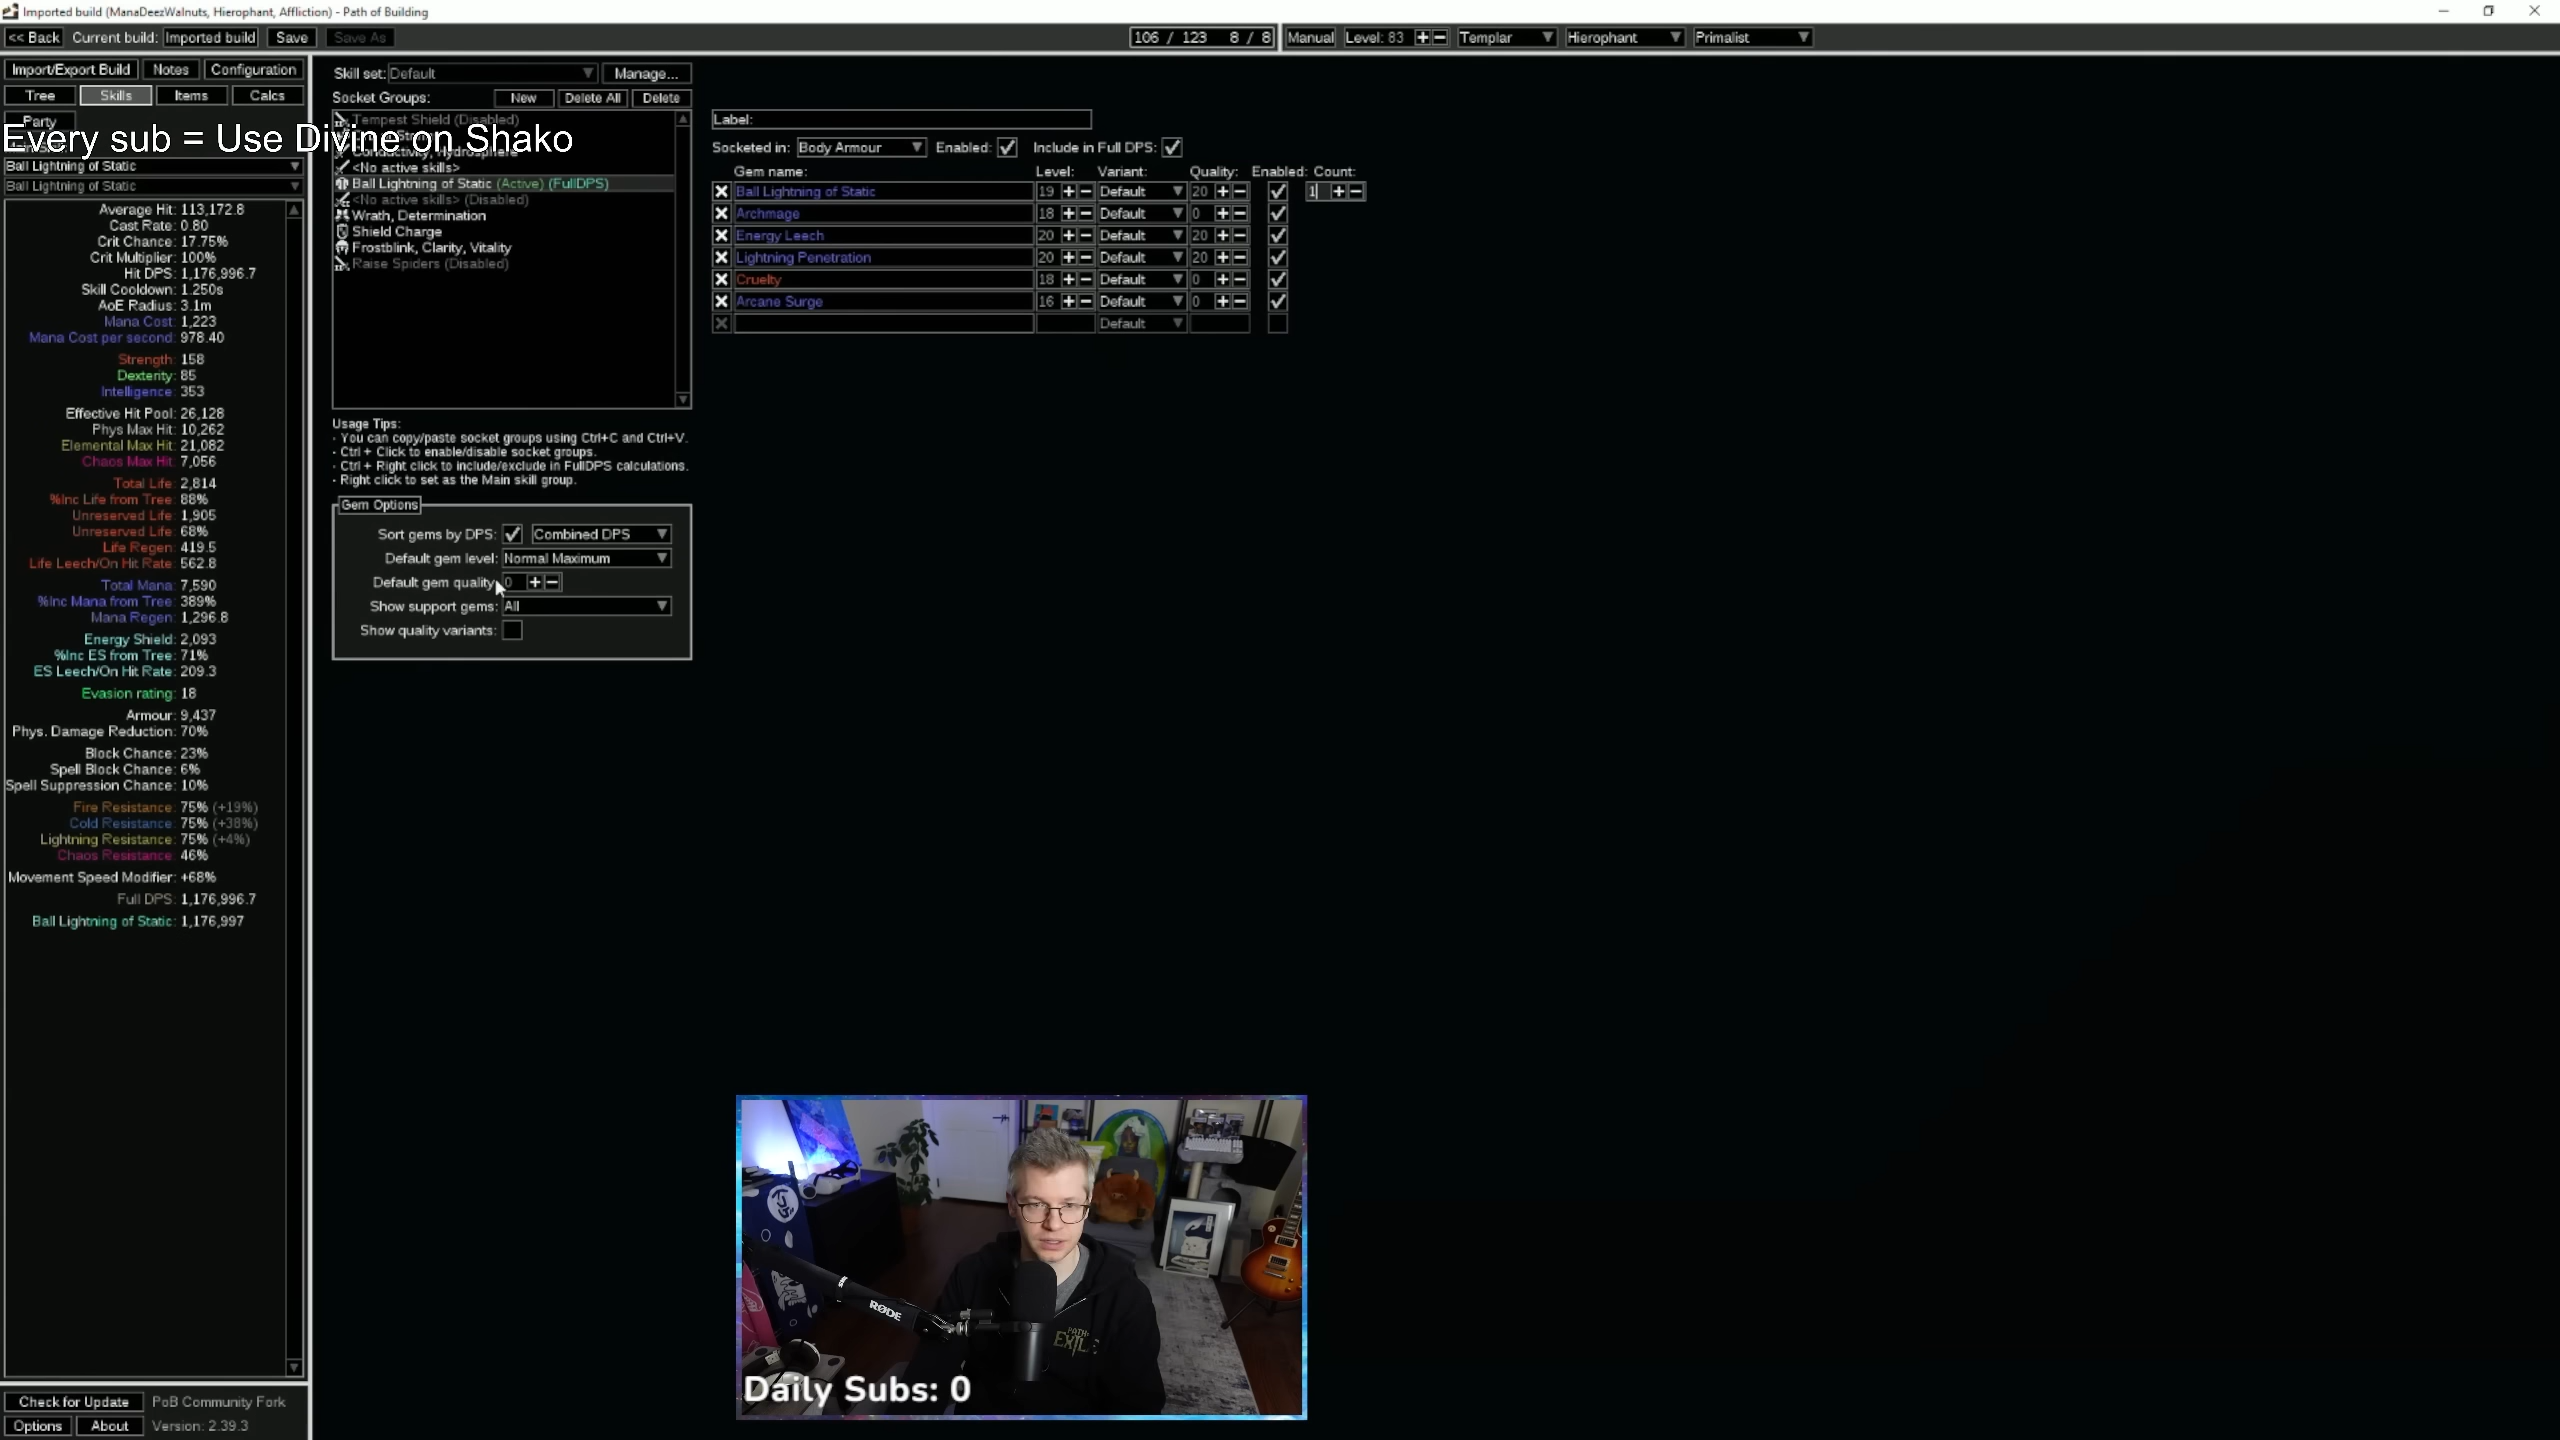 Imported build (ManaDeezWalnuts, Hierophant, Affliction) - Path of Building
<< Back Current build: Imported build Save Save As 106 / 123 8 / 8 Manual Level: 83 Templar Hierophant Primalist
Import/Export Build Notes Configuration
Tree Skills Items Calcs
Party
Every sub = Use Divine on Shako
Ball Lightning of Static
Ball Lightning of Static
Average Hit: 113,172.8
Cast Rate: 0.80
Crit Chance: 17.75%
Crit Multiplier: 100%
Hit DPS: 1,176,996.7
Skill Cooldown: 1.250s
AoE Radius: 3.1m
Mana Cost: 1,223
Mana Cost per second: 978.40
Strength: 158
Dexterity: 85
Intelligence: 353
Effective Hit Pool: 26,128
Phys Max Hit: 10,262
Elemental Max Hit: 21,082
Chaos Max Hit: 7,056
Total Life: 2,814
%Inc Life from Tree: 88%
Unreserved Life: 1,905
Unreserved Life: 68%
Life Regen: 419.5
Life Leech/On Hit Rate: 562.8
Total Mana: 7,590
%Inc Mana from Tree: 389%
Mana Regen: 1,296.8
Energy Shield: 2,093
%Inc ES from Tree: 71%
ES Leech/On Hit Rate: 209.3
Evasion rating: 18
Armour: 9,437
Phys. Damage Reduction: 70%
Block Chance: 23%
Spell Block Chance: 6%
Spell Suppression Chance: 10%
Fire Resistance: 75% (+19%)
Cold Resistance: 75% (+38%)
Lightning Resistance: 75% (+4%)
Chaos Resistance: 46%
Movement Speed Modifier: +68%
Full DPS: 1,176,996.7
Ball Lightning of Static: 1,176,997
Check for Update PoB Community Fork
Options About Version: 2.39.3
Skill set: Default Manage...
Socket Groups: New Delete All Delete
Tempest Shield (Disabled)
Conductivity, Hydrosphere
<No active skills>
Ball Lightning of Static (Active) (FullDPS)
<No active skills> (Disabled)
Wrath, Determination
Shield Charge
Frostblink, Clarity, Vitality
Raise Spiders (Disabled)
Usage Tips:
- You can copy/paste socket groups using Ctrl+C and Ctrl+V.
- Ctrl + Click to enable/disable socket groups.
- Ctrl + Right click to include/exclude in FullDPS calculations.
- Right click to set as the Main skill group.
Gem Options
Sort gems by DPS: Combined DPS
Default gem level: Normal Maximum
Default gem quality: 0
Show support gems: All
Show quality variants:
Label:
Socketed in: Body Armour Enabled: Include in Full DPS:
Gem name: Level: Variant: Quality: Enabled: Count:
Ball Lightning of Static 19 Default 20 1
Archmage 18 Default 0
Energy Leech 20 Default 20
Lightning Penetration 20 Default 20
Cruelty 18 Default 0
Arcane Surge 16 Default 0
Default
RØDE
PATH OF EXILE
Daily Subs: 0